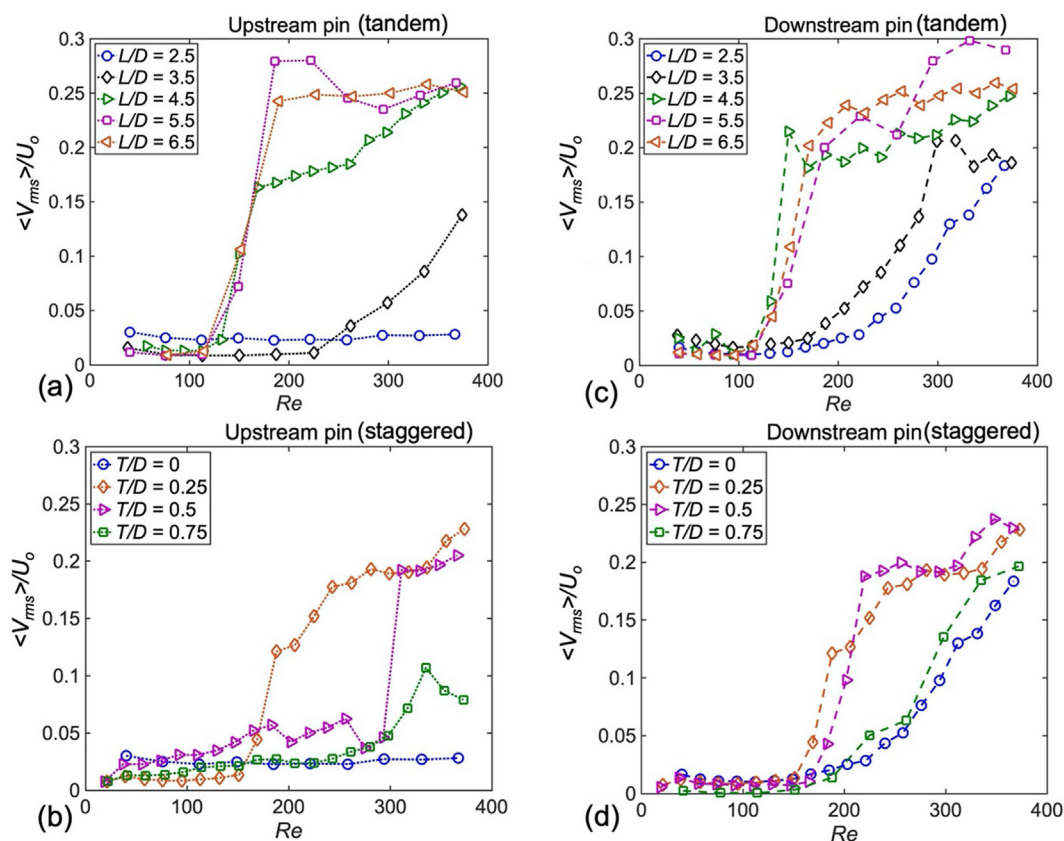 Upstream pin (tandem)
0.3
0.25
0.2
0.15
0.1
0.05
0
<Vrms>/Uo
L/D = 2.5
L/D = 3.5
L/D = 4.5
L/D = 5.5
L/D = 6.5
0 100 200 300 400
Re
(a)
Downstream pin (tandem)
0.3
0.25
0.2
0.15
0.1
0.05
0
<Vrms>/Uo
L/D = 2.5
L/D = 3.5
L/D = 4.5
L/D = 5.5
L/D = 6.5
0 100 200 300 400
Re
(c)
Upstream pin (staggered)
0.3
0.25
0.2
0.15
0.1
0.05
0
<Vrms>/Uo
T/D = 0
T/D = 0.25
T/D = 0.5
T/D = 0.75
0 100 200 300 400
Re
(b)
Downstream pin (staggered)
0.3
0.25
0.2
0.15
0.1
0.05
0
<Vrms>/Uo
T/D = 0
T/D = 0.25
T/D = 0.5
T/D = 0.75
0 100 200 300 400
Re
(d)